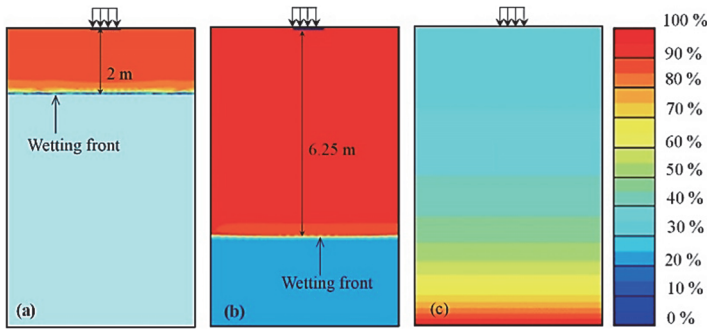 2 m
Wetting front
(a)
6.25 m
Wetting front
(b)
(c)
100 %
90 %
80 %
70 %
60 %
50 %
40 %
30 %
20 %
10 %
0 %